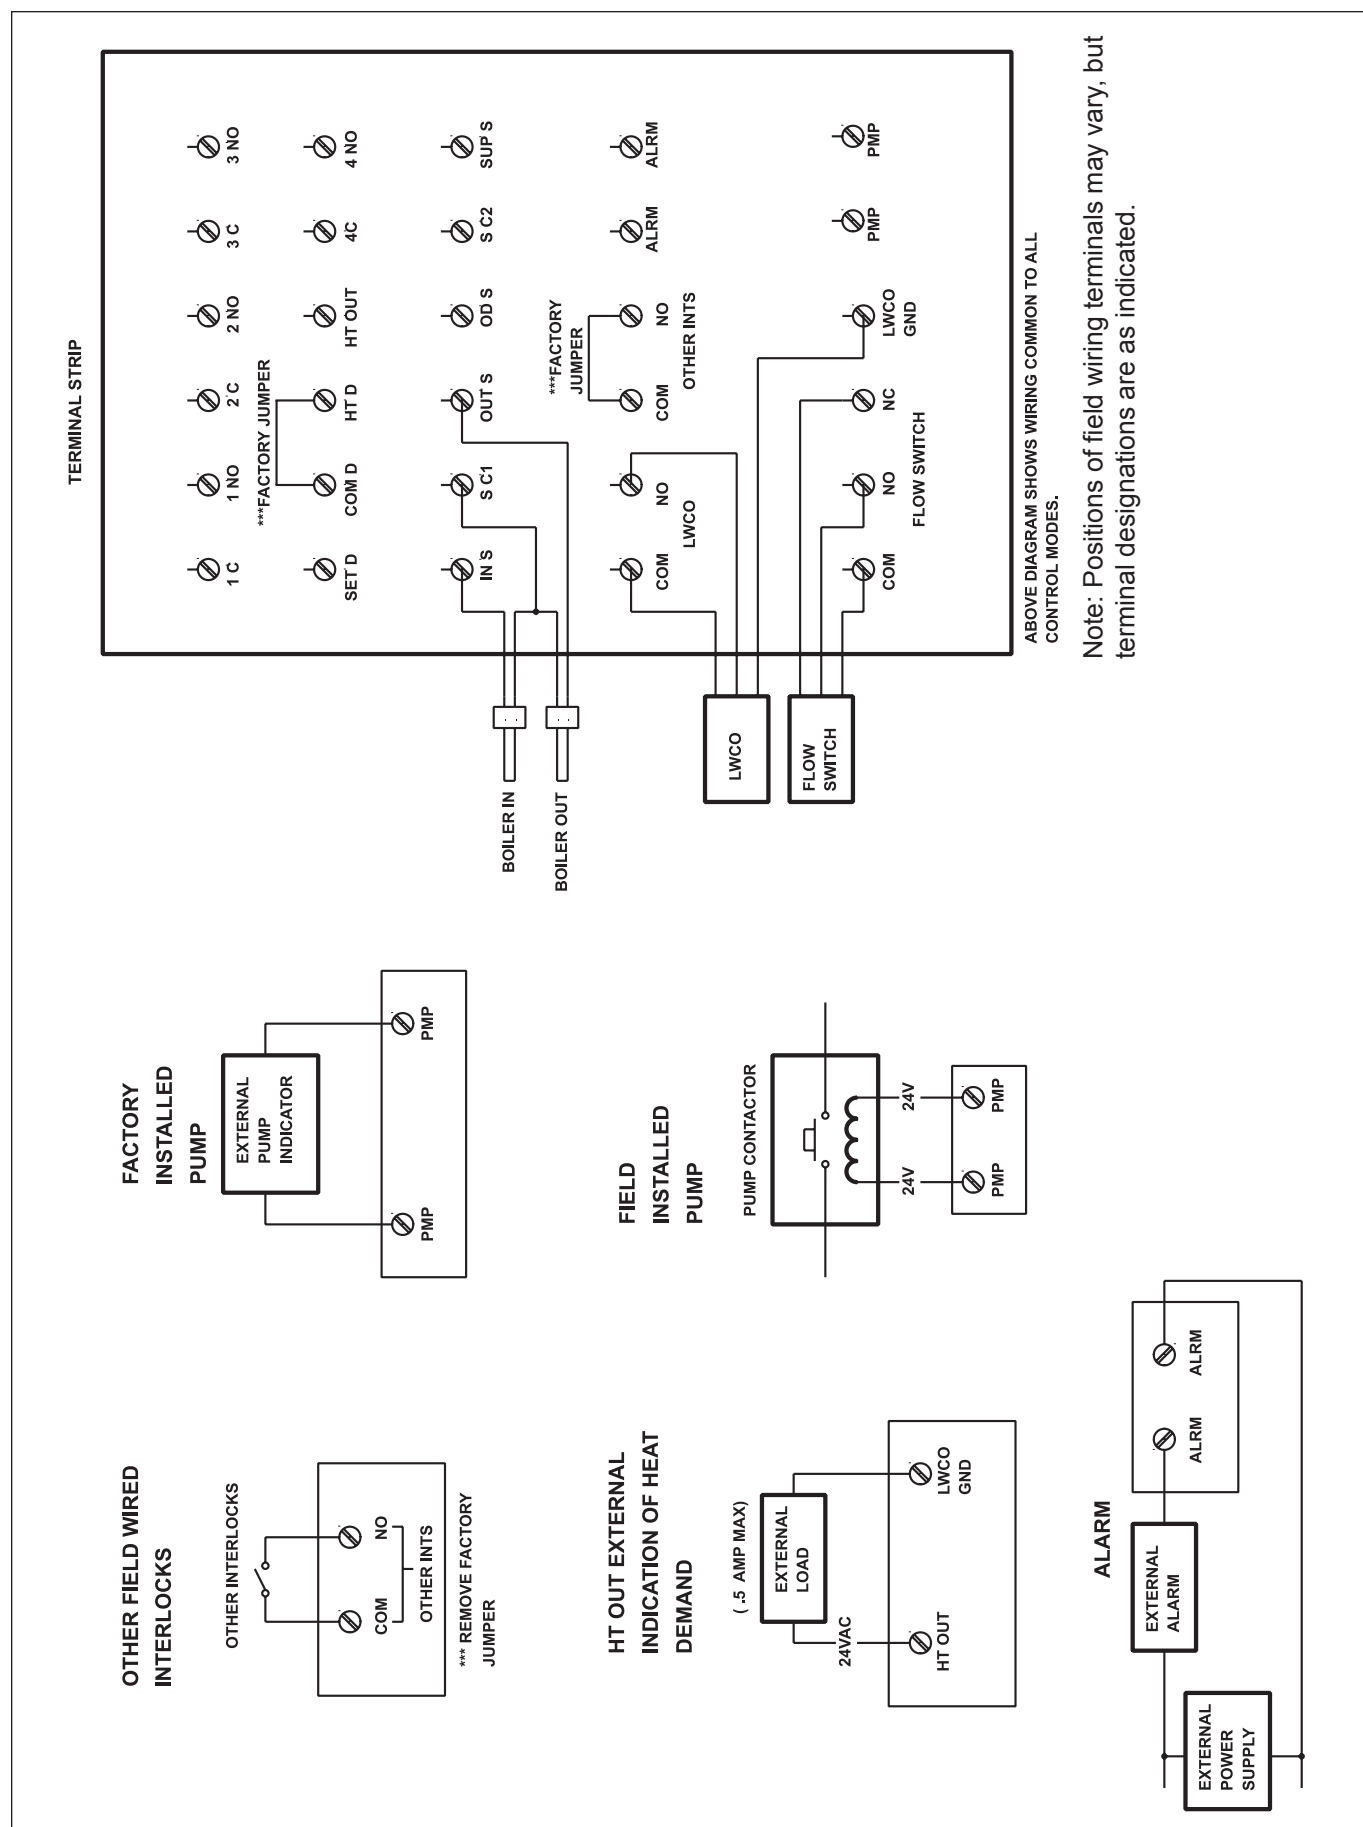 OTHER FIELD WIRED
INTERLOCKS
OTHER INTERLOCKS
COM
NO
OTHER INTS
*** REMOVE FACTORY
JUMPER
FACTORY
INSTALLED
PUMP
EXTERNAL
PUMP
INDICATOR
PMP
PMP
HT OUT EXTERNAL
INDICATION OF HEAT
DEMAND
( .5 AMP MAX)
EXTERNAL
LOAD
24VAC
HT OUT
LWCO
GND
FIELD
INSTALLED
PUMP
PUMP CONTACTOR
24V
24V
PMP
PMP
ALARM
EXTERNAL
ALARM
EXTERNAL
POWER
SUPPLY
ALRM
ALRM
TERMINAL STRIP
1 C
1 NO
2 C
2 NO
3 C
3 NO
***FACTORY JUMPER
SET D
COM D
HT D
HT OUT
4C
4 NO
IN S
S C1
OUT S
OD S
S C2
SUP S
BOILER IN
BOILER OUT
***FACTORY
JUMPER
COM
NO
LWCO
COM
NO
OTHER INTS
ALRM
ALRM
LWCO
FLOW
SWITCH
COM
NO
NC
FLOW SWITCH
LWCO
GND
PMP
PMP
ABOVE DIAGRAM SHOWS WIRING COMMON TO ALL
CONTROL MODES.
Note: Positions of field wiring terminals may vary, but
terminal designations are as indicated.